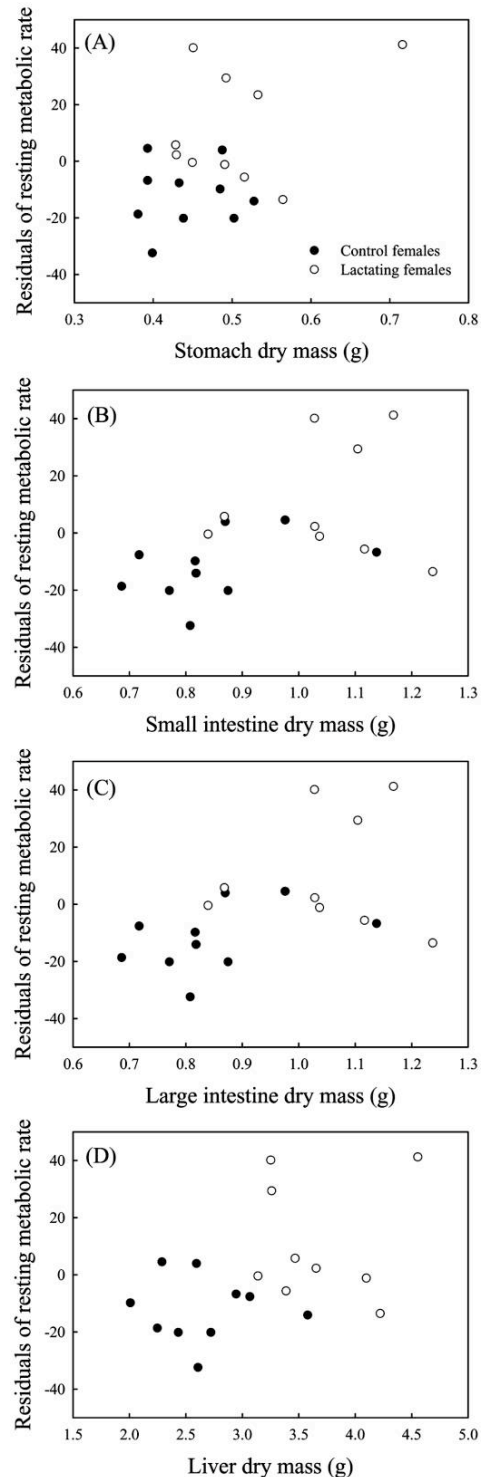 (A)
Residuals of resting metabolic rate
40
20
0
-20
-40
Control females
Lactating females
0.3 0.4 0.5 0.6 0.7 0.8
Stomach dry mass (g)
(B)
Residuals of resting metabolic rate
40
20
0
-20
-40
0.6 0.7 0.8 0.9 1.0 1.1 1.2 1.3
Small intestine dry mass (g)
(C)
Residuals of resting metabolic rate
40
20
0
-20
-40
0.6 0.7 0.8 0.9 1.0 1.1 1.2 1.3
Large intestine dry mass (g)
(D)
Residuals of resting metabolic rate
40
20
0
-20
-40
1.5 2.0 2.5 3.0 3.5 4.0 4.5 5.0
Liver dry mass (g)